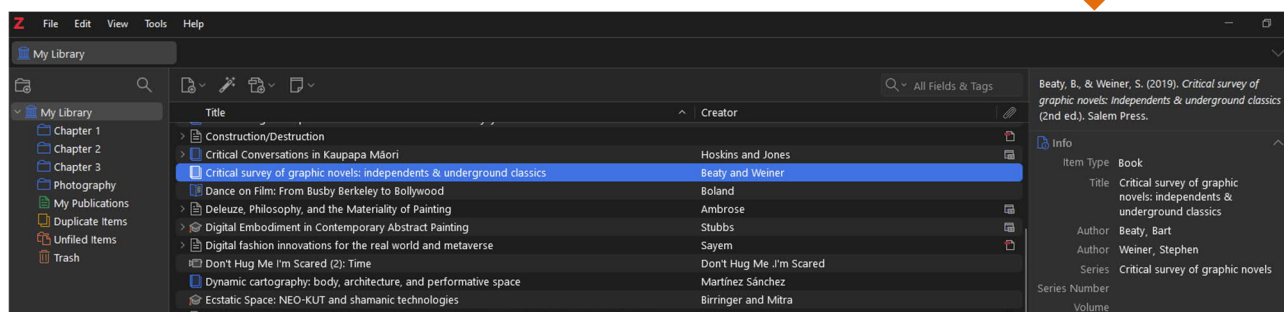 Z File Edit View Tools Help
My Library
All Fields & Tags
My Library
Chapter 1
Chapter 2
Chapter 3
Photography
My Publications
Duplicate Items
Unfiled Items
Trash
Title Creator
Construction/Destruction
Critical Conversations in Kaupapa Māori Hoskins and Jones
Critical survey of graphic novels: independents & underground classics Beaty and Weiner
Dance on Film: From Busby Berkeley to Bollywood Boland
Deleuze, Philosophy, and the Materiality of Painting Ambrose
Digital Embodiment in Contemporary Abstract Painting Stubbs
Digital fashion innovations for the real world and metaverse Sayem
Don't Hug Me I'm Scared (2): Time Don't Hug Me .I'm Scared
Dynamic cartography: body, architecture, and performative space Martínez Sánchez
Ecstatic Space: NEO-KUT and shamanic technologies Birringer and Mitra
Beaty, B., & Weiner, S. (2019). Critical survey of
graphic novels: Independents & underground classics
(2nd ed.). Salem Press.
Info
Item Type Book
Title Critical survey of graphic
novels: independents &
underground classics
Author Beaty, Bart
Author Weiner, Stephen
Series Critical survey of graphic novels
Series Number
Volume